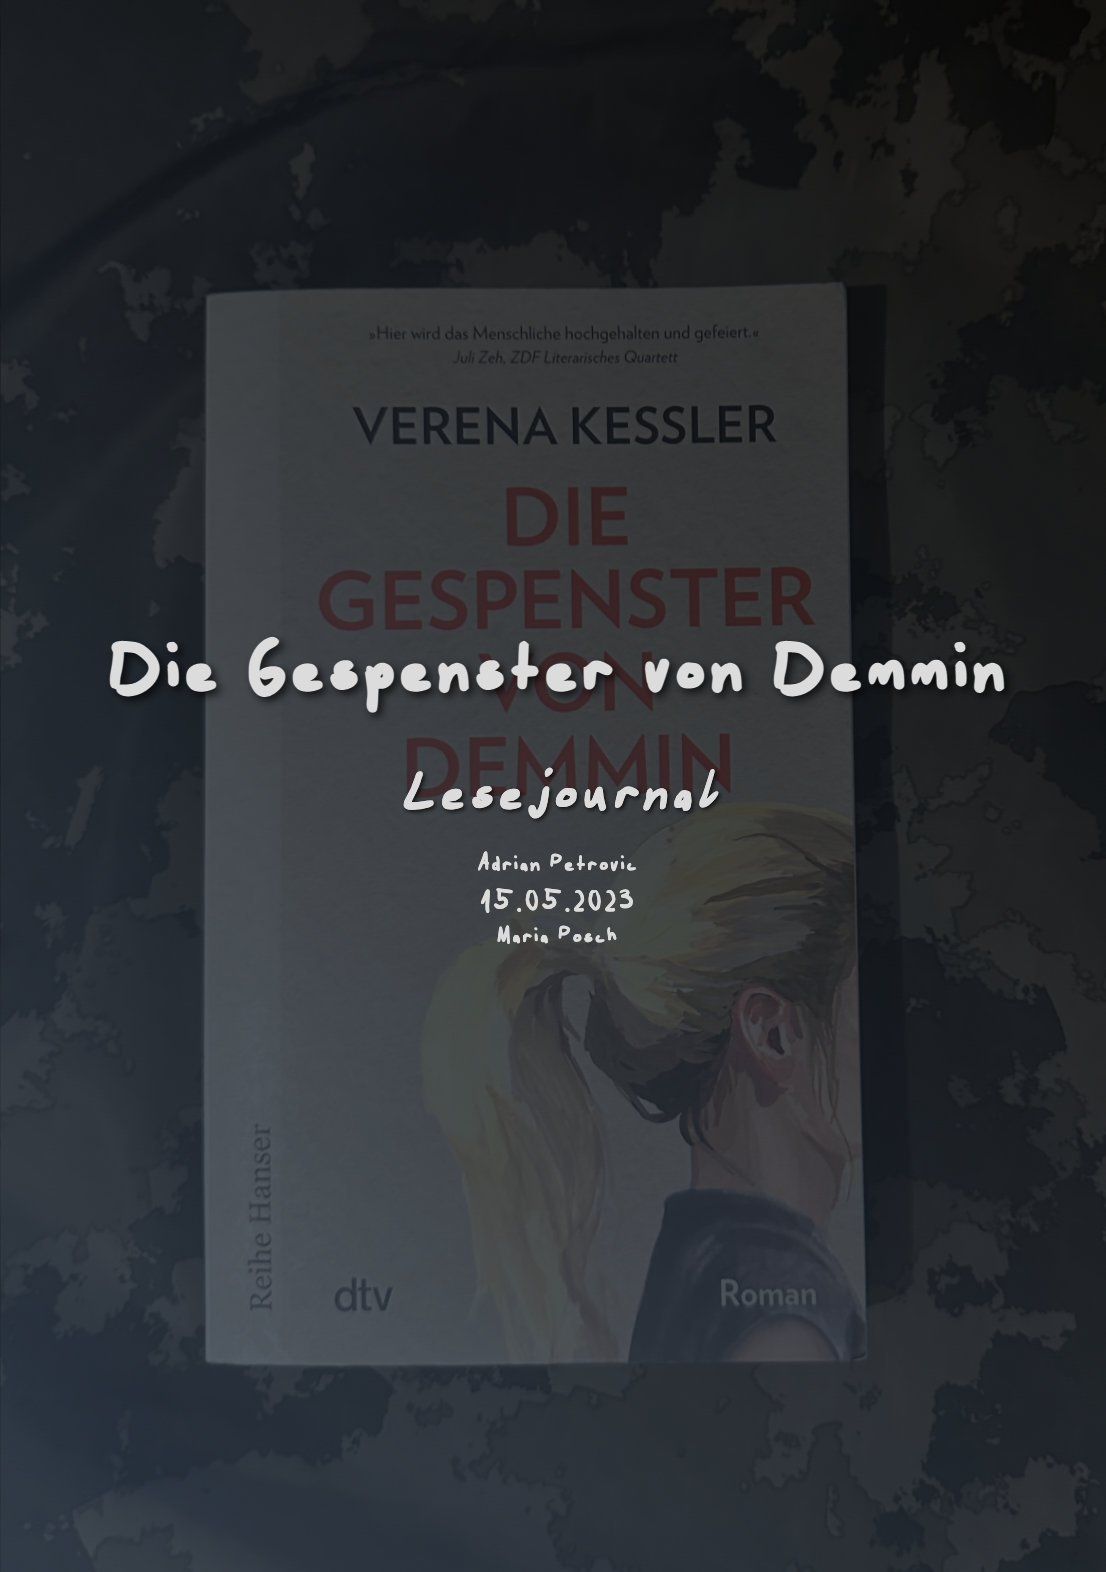 »Hier wird das Menschliche hochgehalten und gefeiert.«
Juli Zeh, ZDF Literarisches Quartett
VERENA KESSLER
DIE
GESPENSTER
VON
DEMMIN
Die Gespenster von Demmin
Lesejournal
Adrian Petrovic
15.05.2023
Maria Posch
Reihe Hanser
dtv
Roman